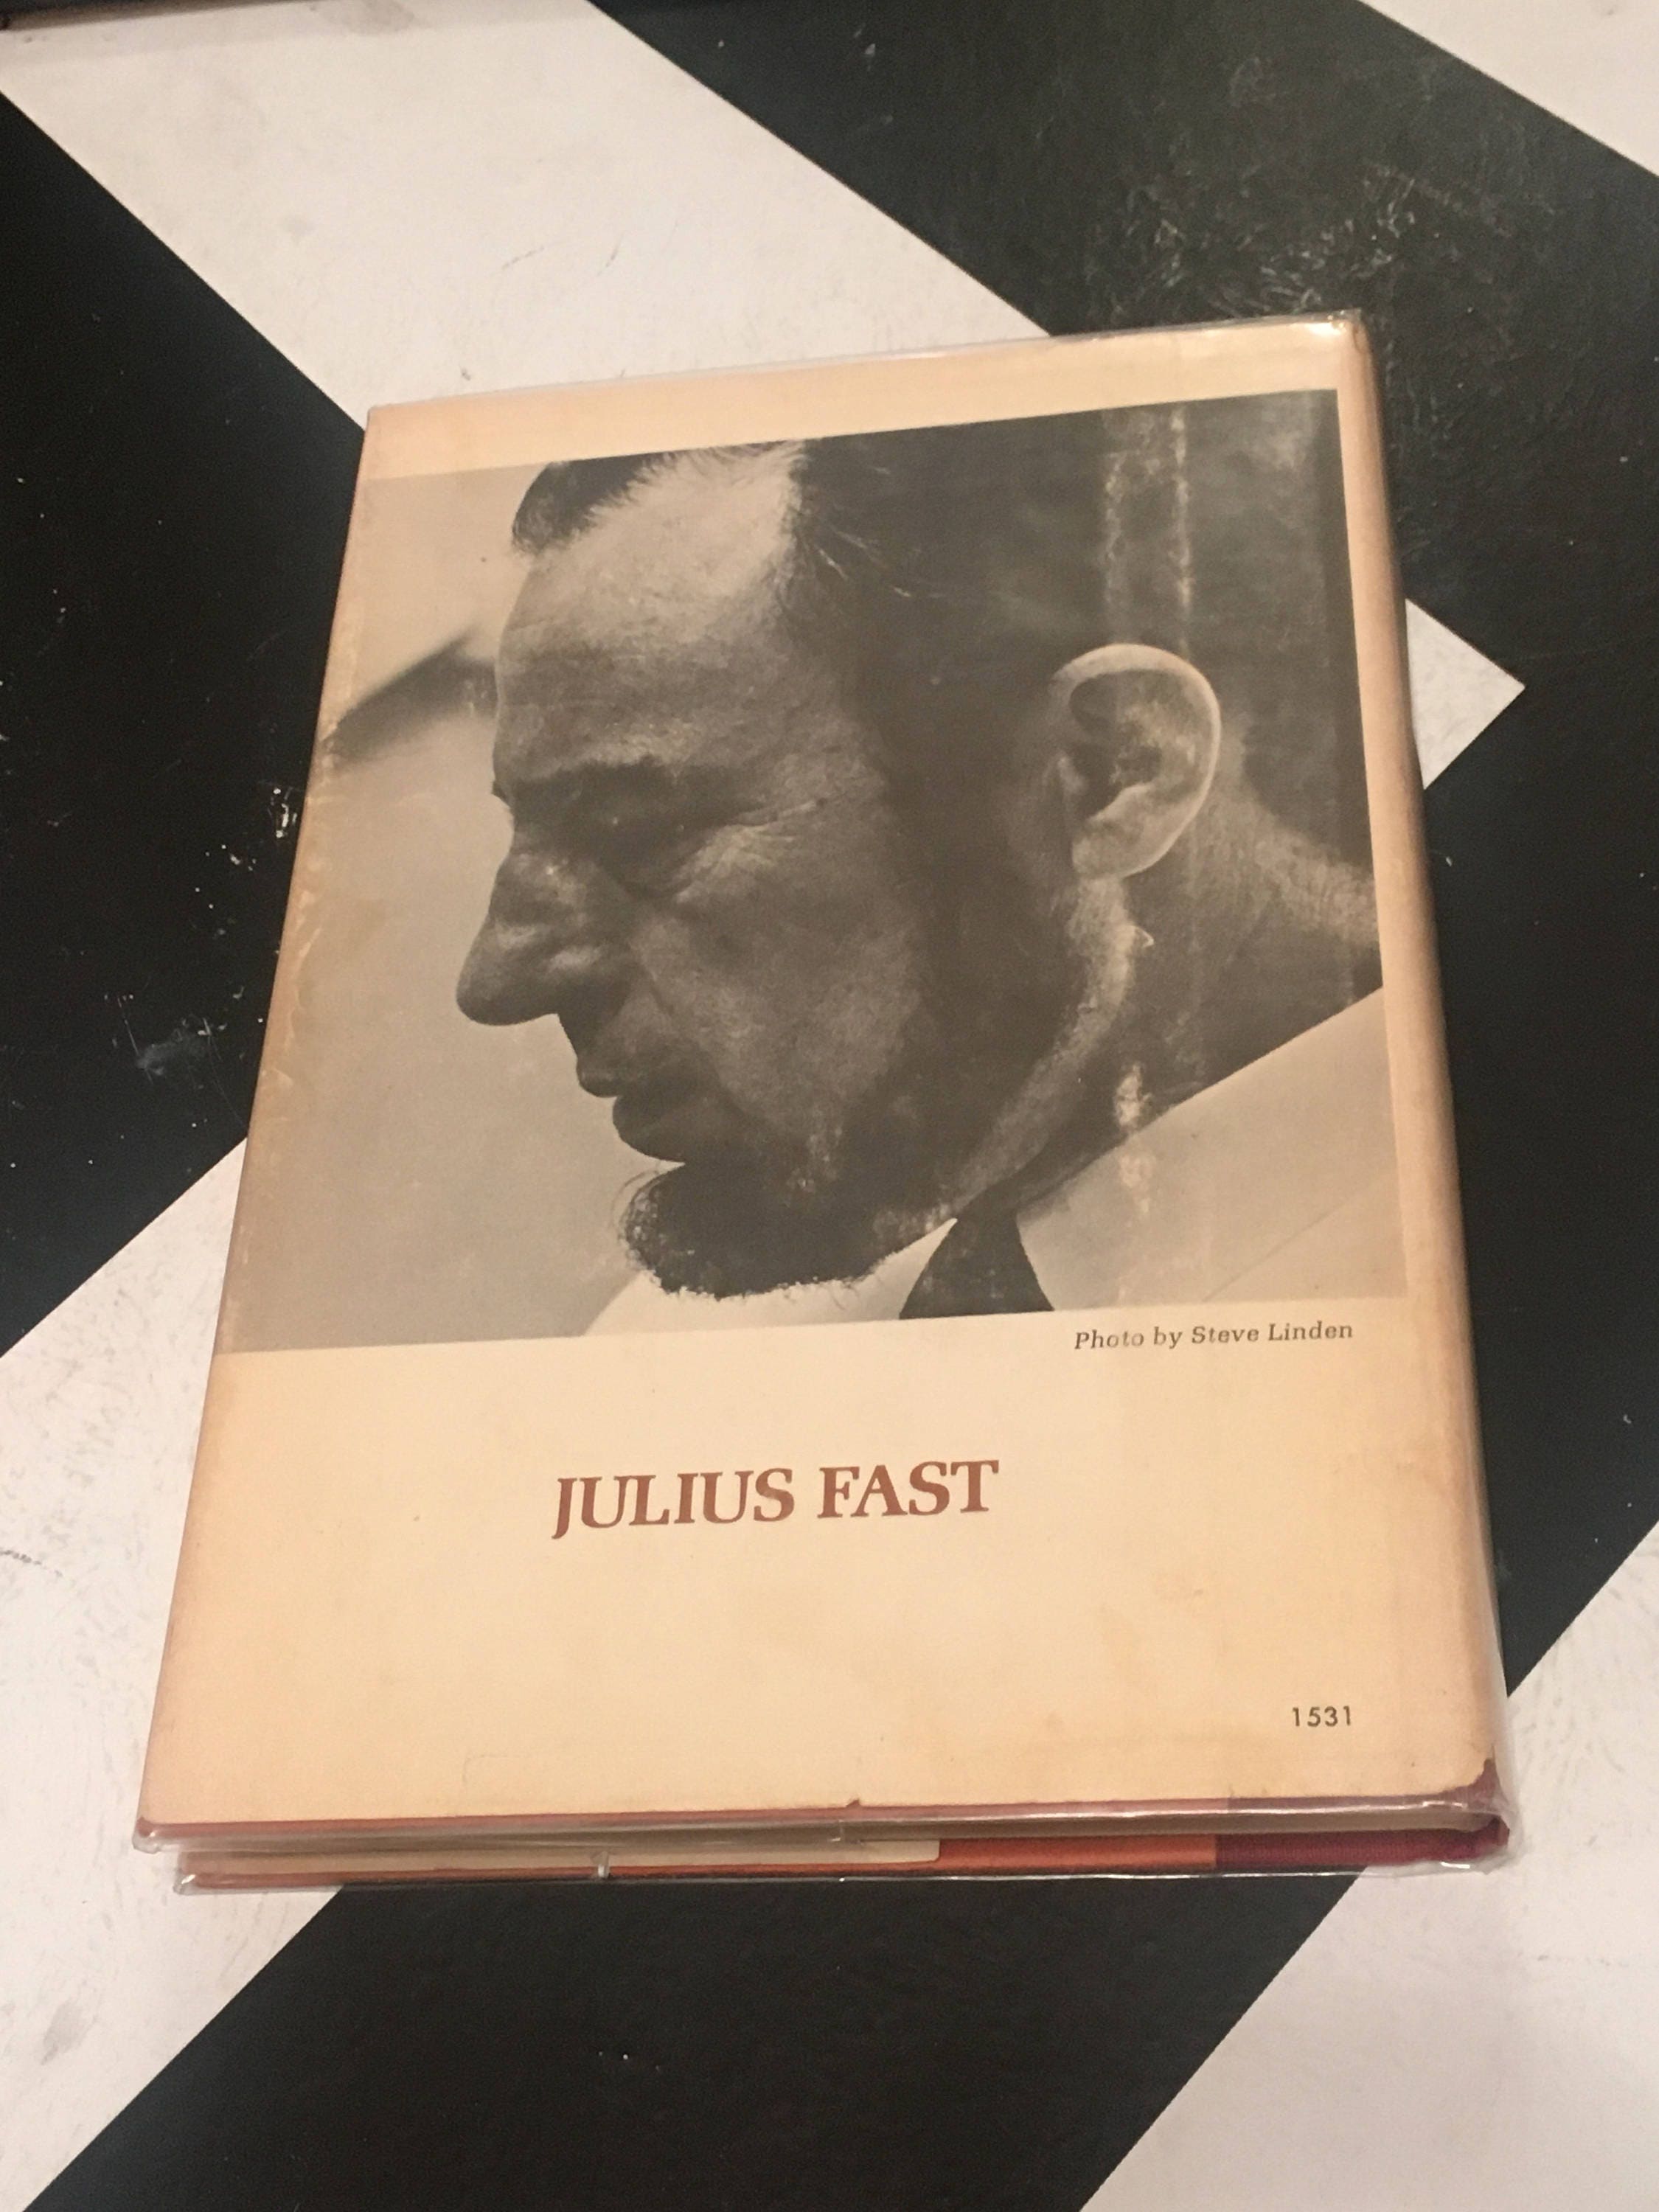 Photo by Steve Linden
JULIUS FAST
1531